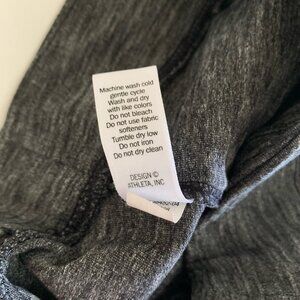 Machine wash cold
gentle cycle
Wash and dry
with like colors
Do not bleach
Do not use fabric
softeners
Tumble dry low
Do not iron
Do not dry clean
DESIGN ©
ATHLETA, INC